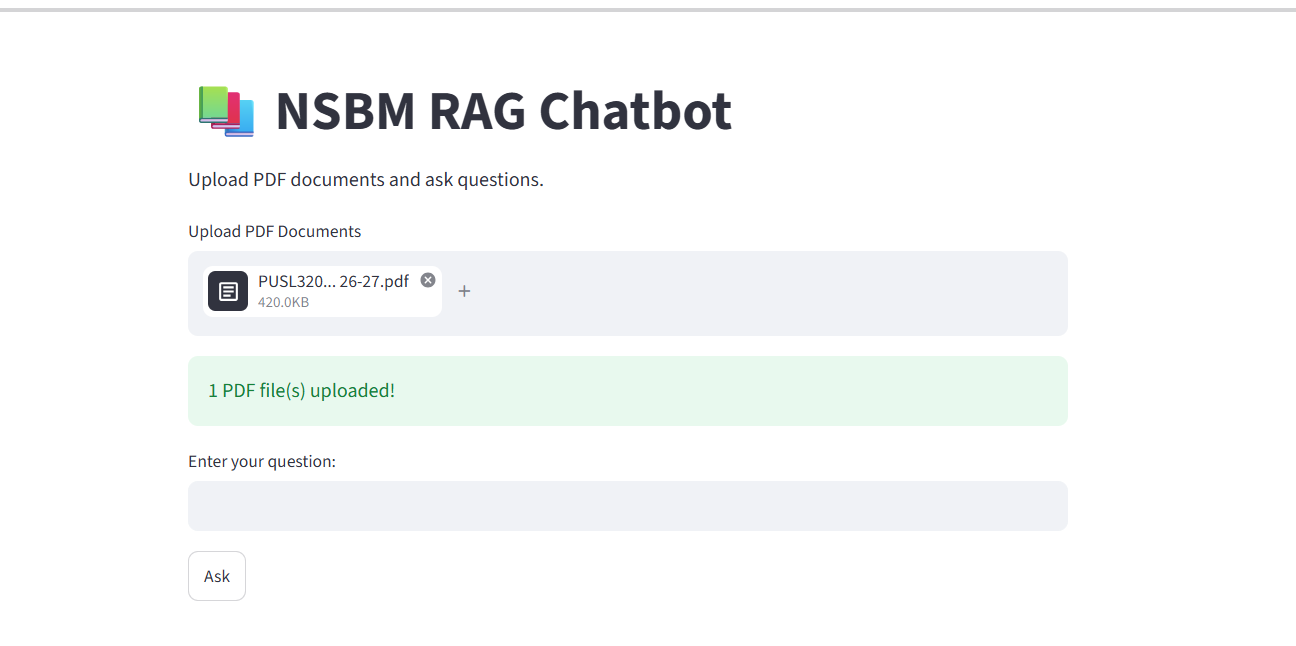 NSBM RAG Chatbot
Upload PDF documents and ask questions.
Upload PDF Documents
PUSL320... 26-27.pdf
420.0KB
+
1 PDF file(s) uploaded!
Enter your question:
Ask